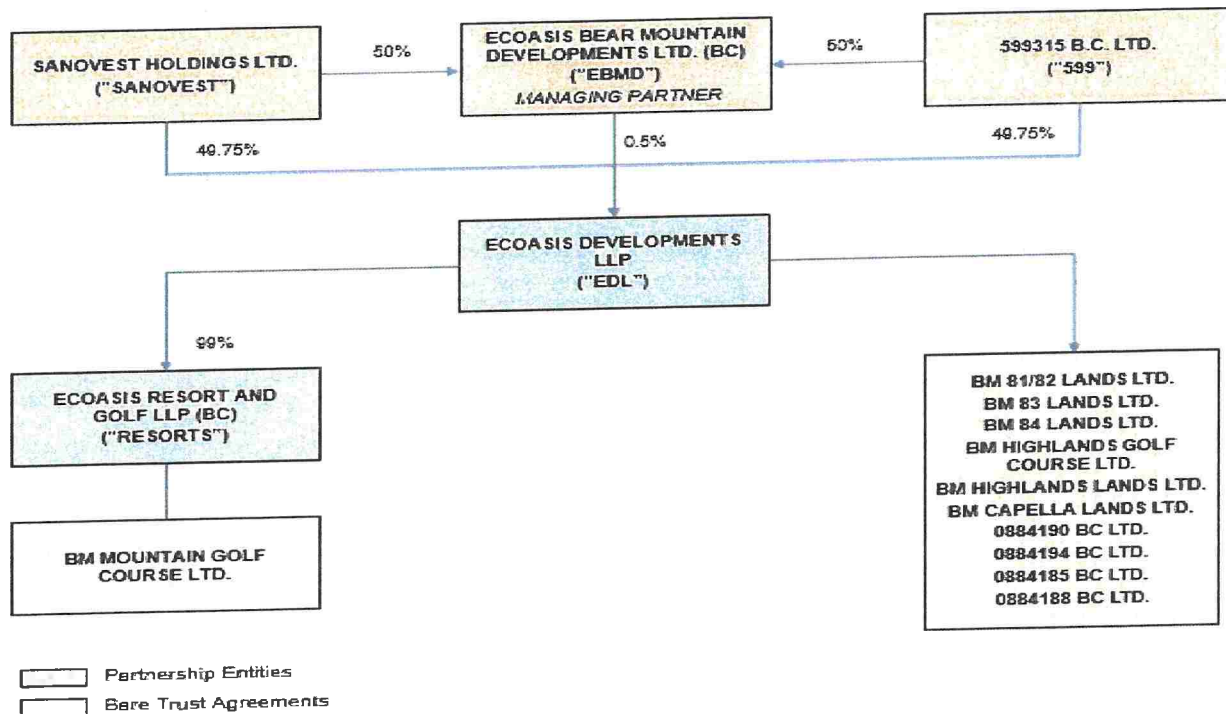 SANOVEST HOLDINGS LTD.
("SANOVEST")
50%
ECOASIS BEAR MOUNTAIN
DEVELOPMENTS LTD. (BC)
("EBMD")
MANAGING PARTNER
50%
599315 B.C. LTD.
("599")
49.75%
0.5%
49.75%
ECOASIS DEVELOPMENTS
LLP
("EDL")
99%
ECOASIS RESORT AND
GOLF LLP (BC)
("RESORTS")
BM MOUNTAIN GOLF
COURSE LTD.
BM 81/82 LANDS LTD.
BM 83 LANDS LTD.
BM 84 LANDS LTD.
BM HIGHLANDS GOLF
COURSE LTD.
BM HIGHLANDS LANDS LTD.
BM CAPELLA LANDS LTD.
0884190 BC LTD.
0884194 BC LTD.
0884185 BC LTD.
0884188 BC LTD.
Partnership Entities
Bare Trust Agreements